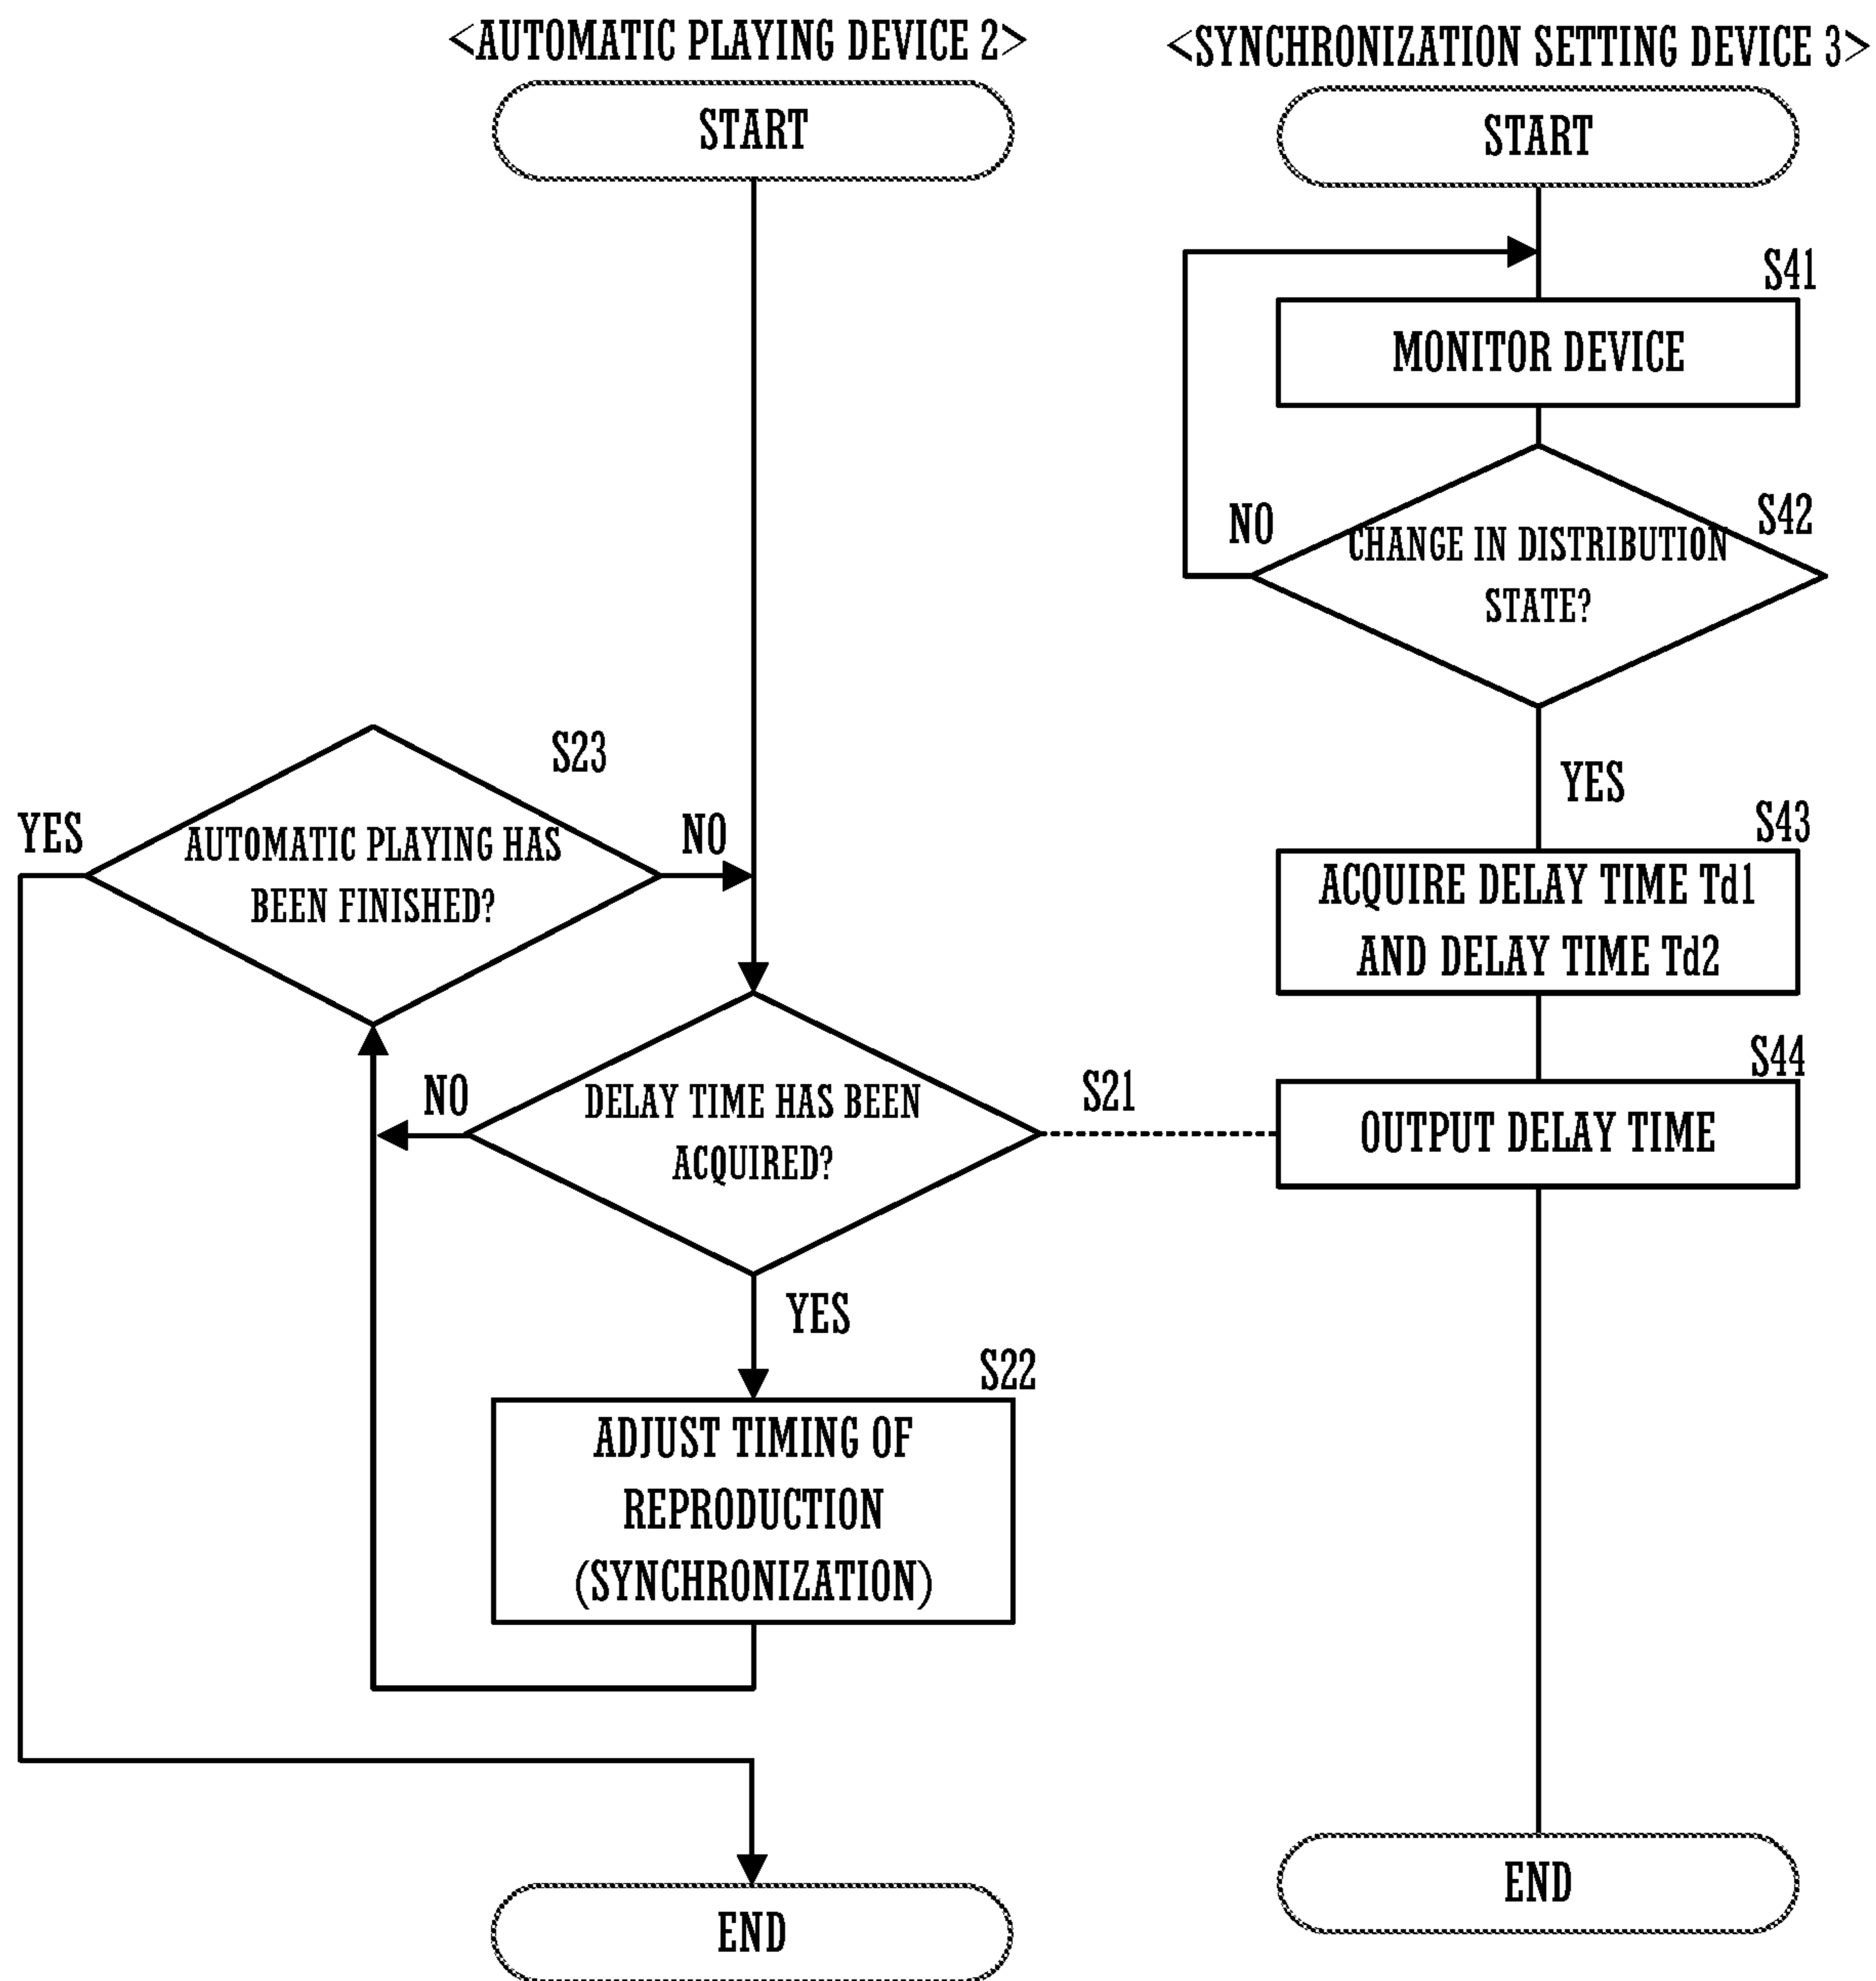 <AUTOMATIC PLAYING DEVICE 2>
START
S23
AUTOMATIC PLAYING HAS
BEEN FINISHED?
YES
NO
S21
DELAY TIME HAS BEEN
ACQUIRED?
NO
YES
S22
ADJUST TIMING OF
REPRODUCTION
(SYNCHRONIZATION)
END
<SYNCHRONIZATION SETTING DEVICE 3>
START
S41
MONITOR DEVICE
S42
CHANGE IN DISTRIBUTION
STATE?
NO
YES
S43
ACQUIRE DELAY TIME Td1
AND DELAY TIME Td2
S44
OUTPUT DELAY TIME
END